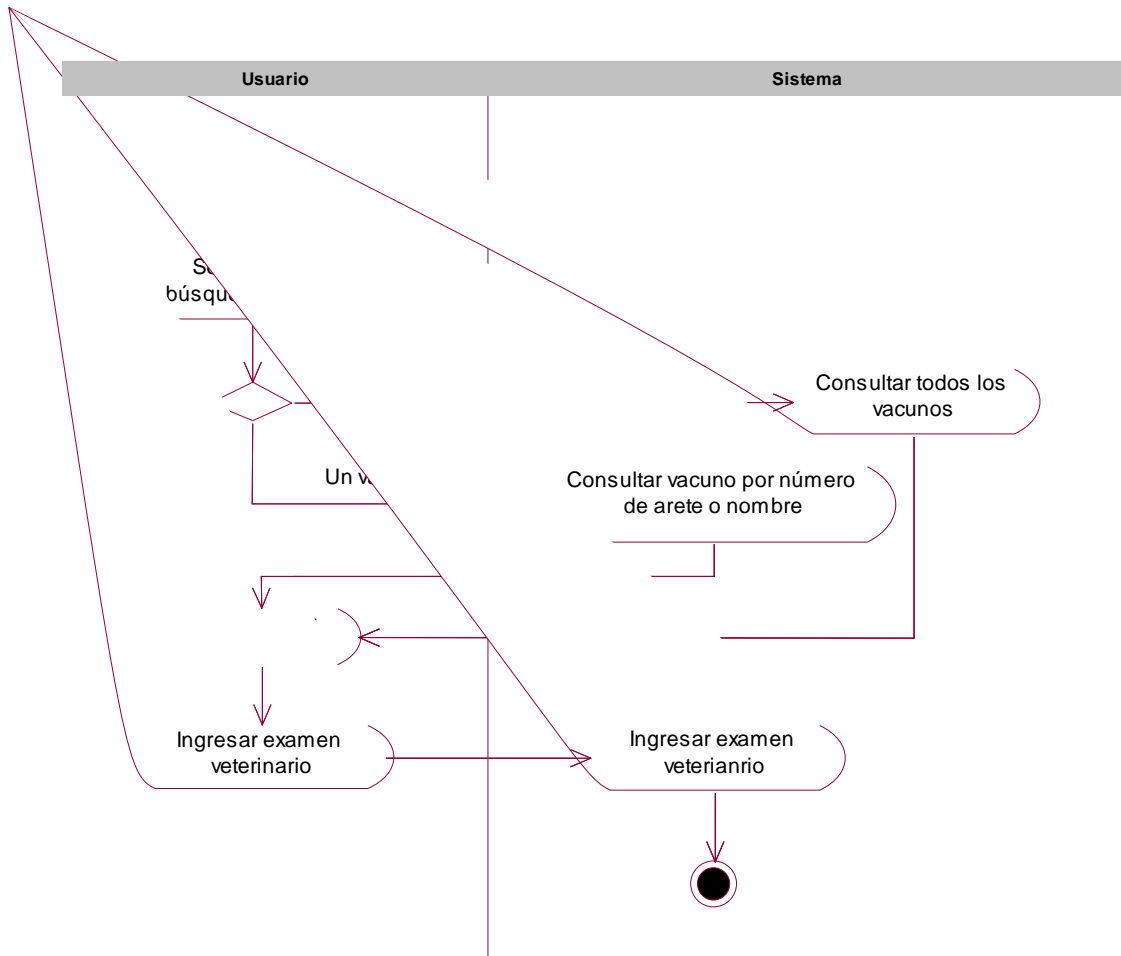 Usuario
Sistema
Consultar todos los
vacunos
Un
Consultar vacuno por número
de arete o nombre
Ingresar examen
veterinario
Ingresar examen
veterianrio